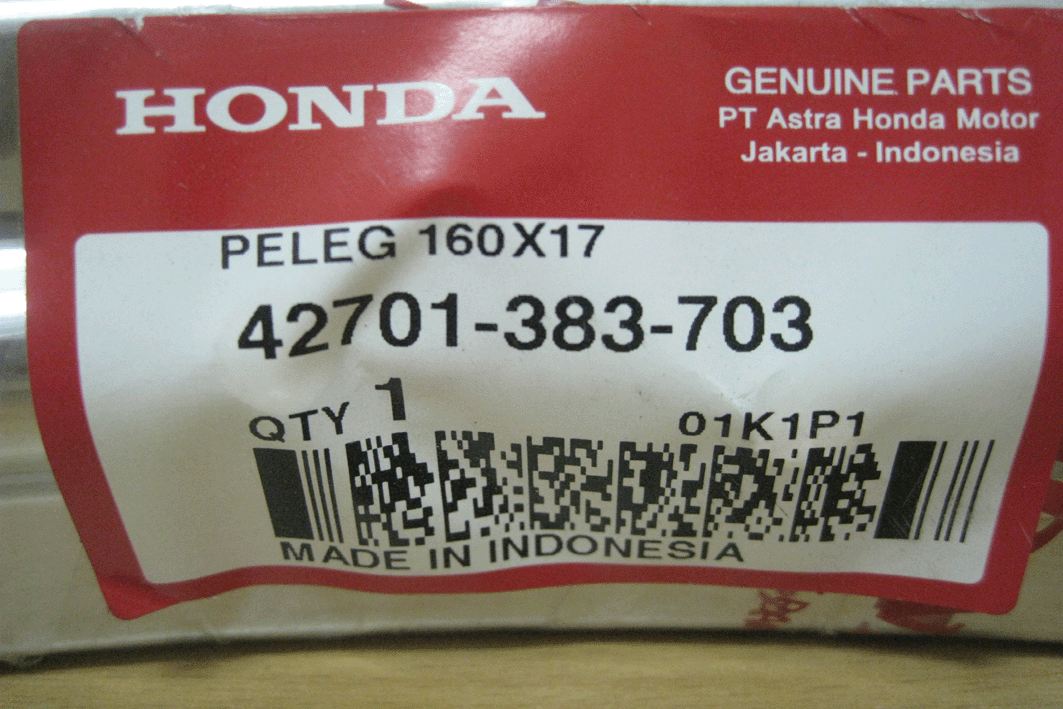 HONDA
GENUINE PARTS
PT Astra Honda Motor
Jakarta - Indonesia
PELEG 160X17
42701-383-703
QTY 1
01K1P1
MADE IN INDONESIA